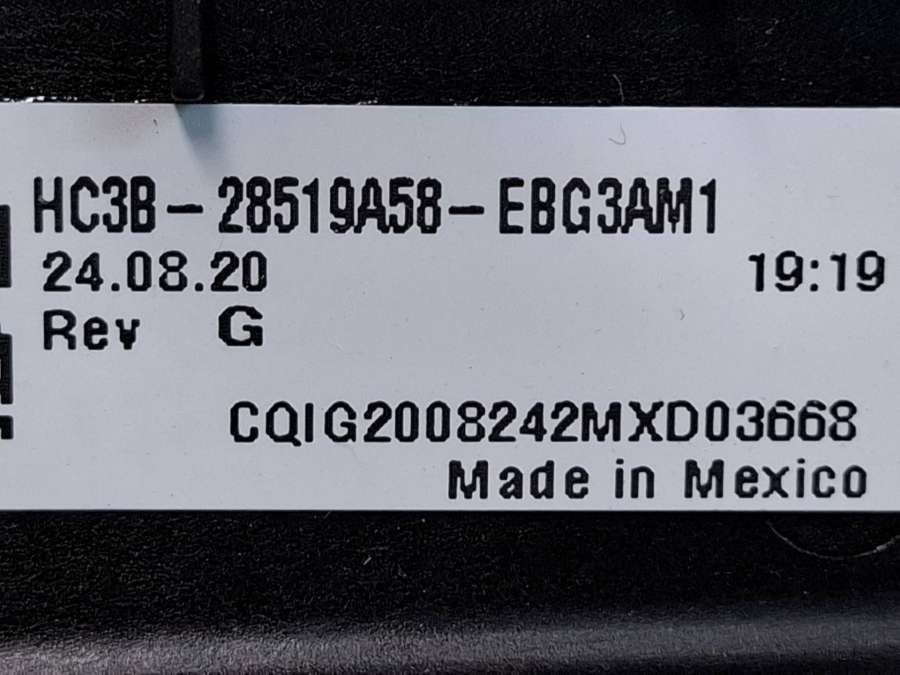 HC3B-28519A58-EBG3AM1
24.08.20 19:19
Rev G
CQIG2008242MXD03668
Made in Mexico